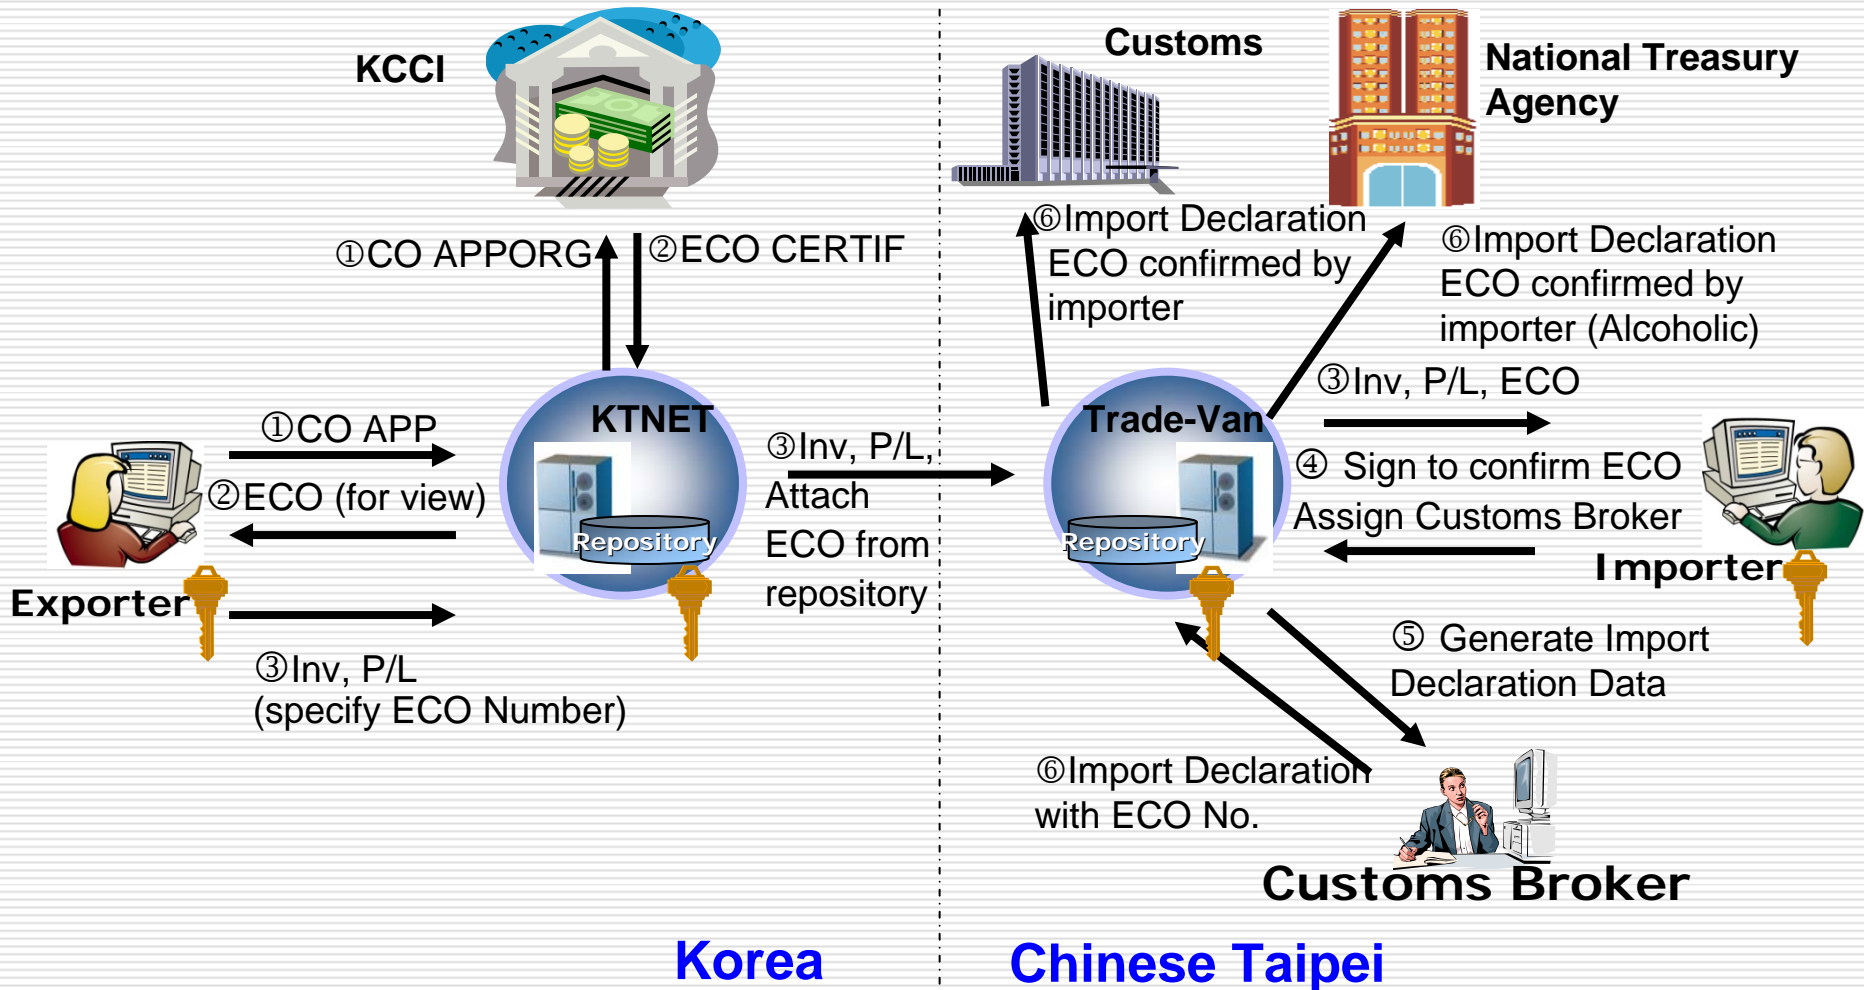 KCCI
Customs
National Treasury
Agency
①CO APPORG
②ECO CERTIF
⑥Import Declaration
ECO confirmed by
importer
⑥Import Declaration
ECO confirmed by
importer (Alcoholic)
①CO APP
②ECO (for view)
KTNET
Repository
③Inv, P/L,
Attach
ECO from
repository
Trade-Van
Repository
③Inv, P/L, ECO
④ Sign to confirm ECO
Assign Customs Broker
Importer
Exporter
③Inv, P/L
(specify ECO Number)
⑤ Generate Import
Declaration Data
⑥Import Declaration
with ECO No.
Customs Broker
Korea
Chinese Taipei